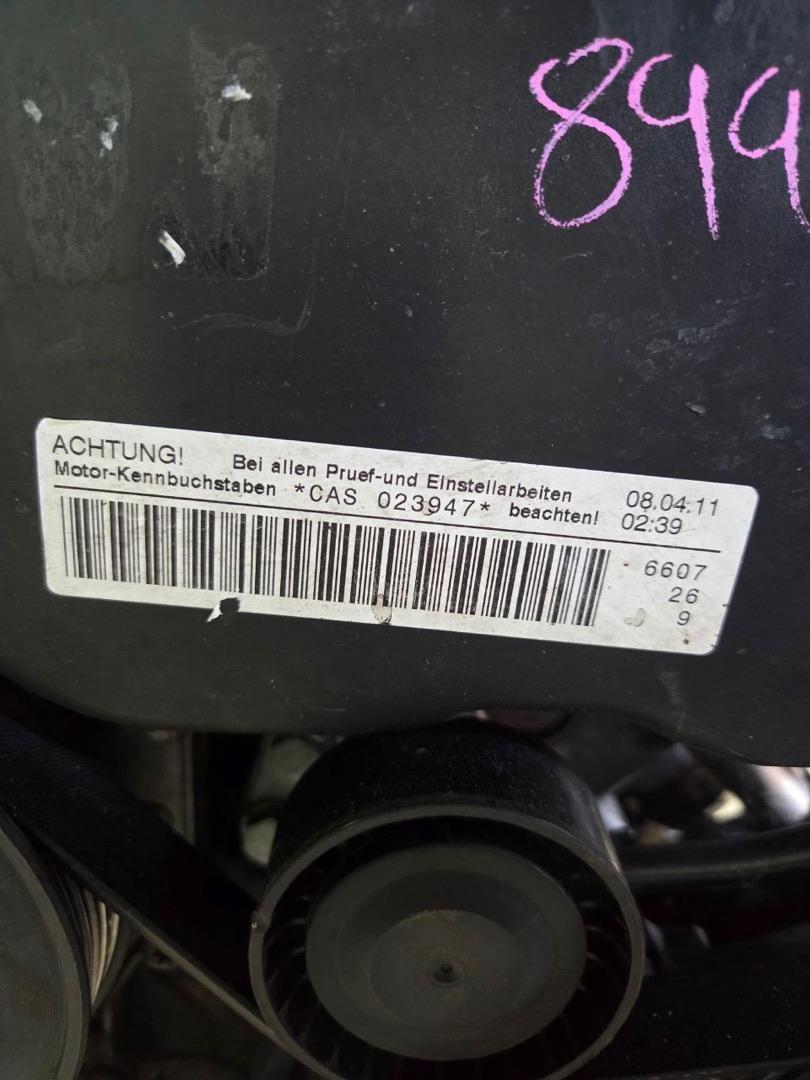 899
ACHTUNG! Bei allen Pruef-und Einstellarbeiten 08.04.11
Motor-Kennbuchstaben *CAS 023947* beachten! 02:39
6607
26
9